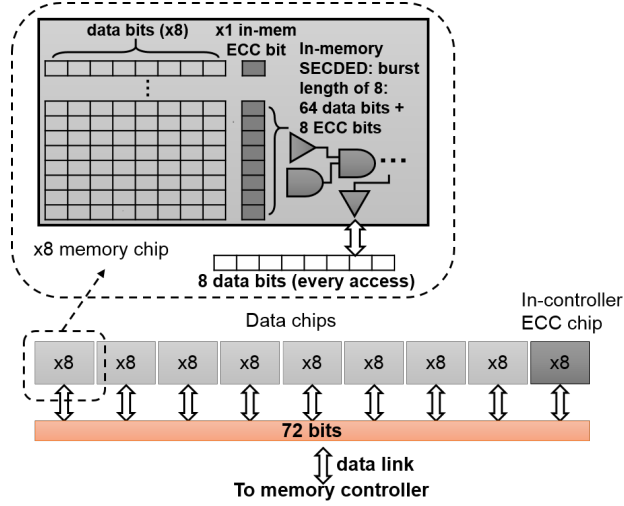 data bits (x8)
x1 in-mem
ECC bit
In-memory
SECDED: burst
length of 8:
64 data bits +
8 ECC bits
x8 memory chip
8 data bits (every access)
Data chips
In-controller
ECC chip
x8
x8
x8
x8
x8
x8
x8
x8
x8
72 bits
data link
To memory controller